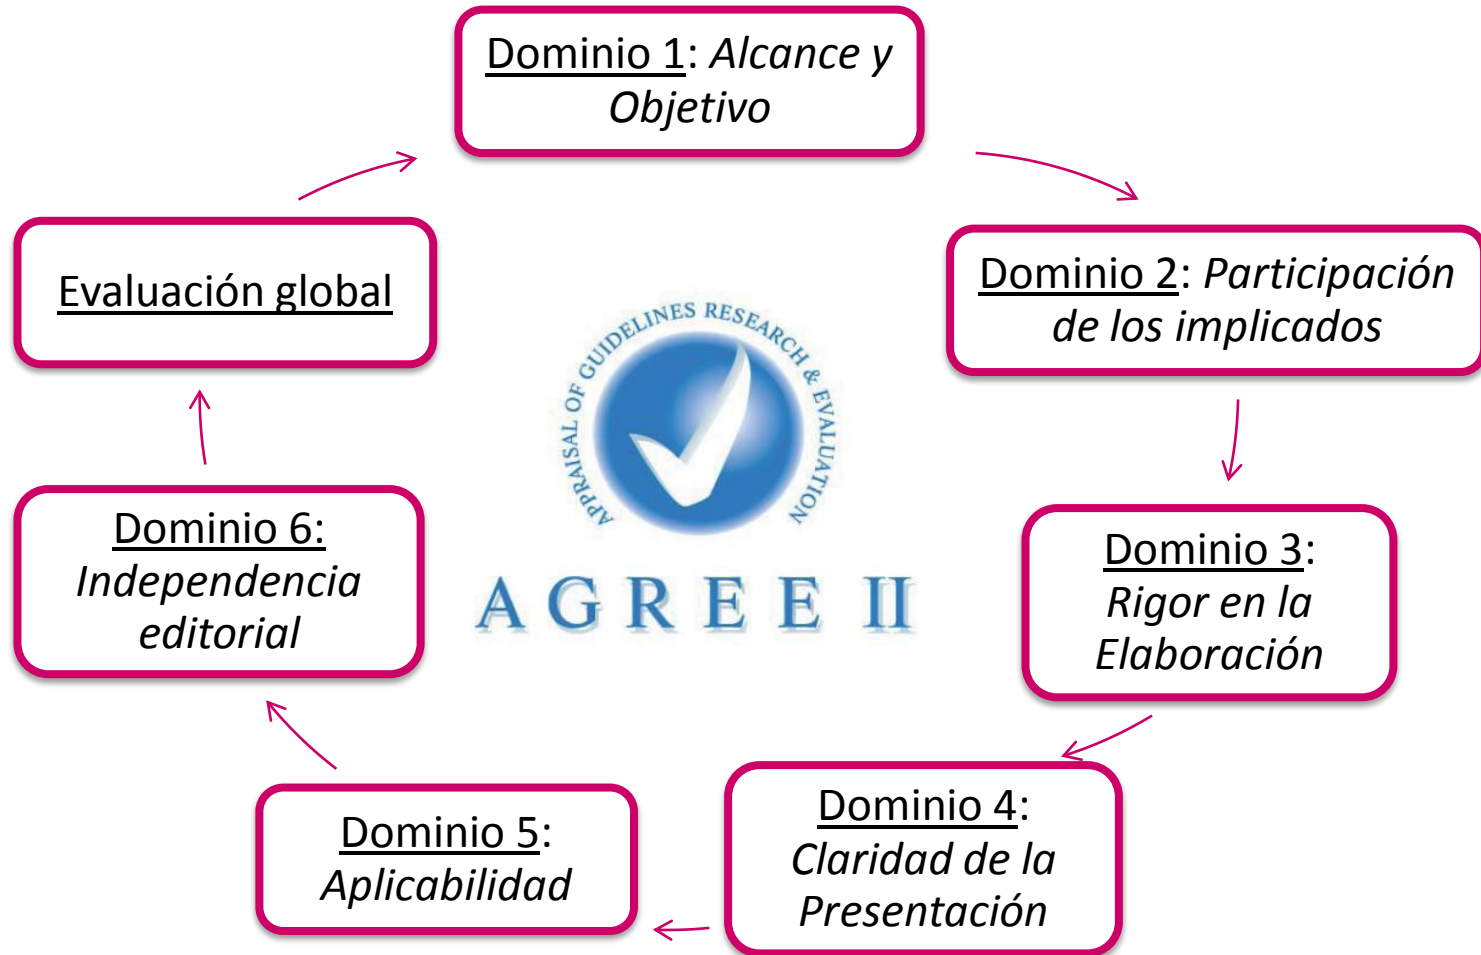 Dominio 1: Alcance y
Objetivo
Dominio 2: Participación
de los implicados
Dominio 3:
Rigor en la
Elaboración
Dominio 4:
Claridad de la
Presentación
Dominio 5:
Aplicabilidad
Dominio 6:
Independencia
editorial
Evaluación global
APPRAISAL OF GUIDELINES RESEARCH & EVALUATION
AGREE II